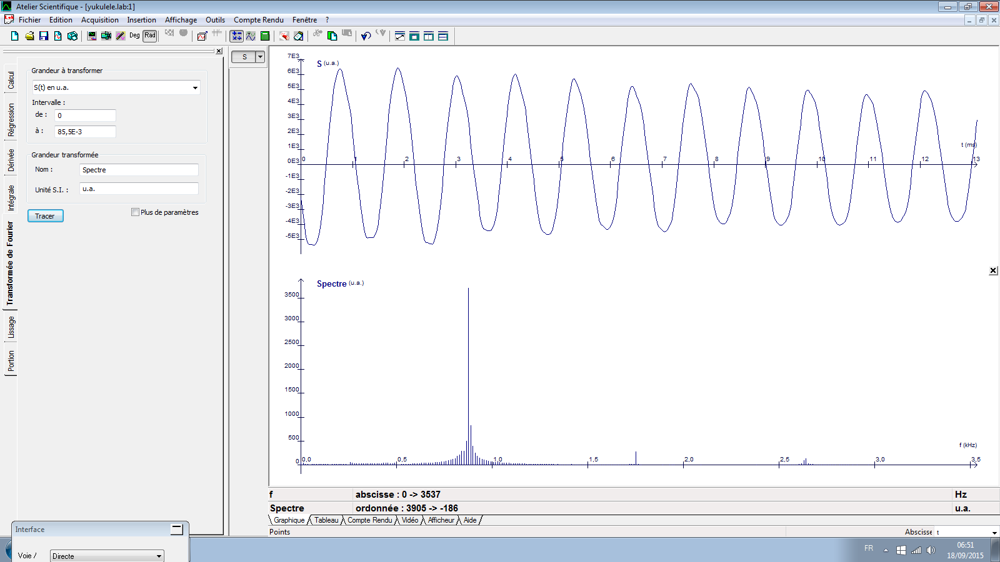 Atelier Scientifique - [yukulele.lab:1]
Fichier Edition Acquisition Insertion Affichage Outils Compte Rendu Fenêtre ?
Deg Rad
Calcul
Régression
Dérivée
Intégrale
Transformée de Fourier
Lissage
Portion
Grandeur à transformer
S(t) en u.a.
Intervalle :
de : 0
à : 85,5E-3
Grandeur transformée
Nom : Spectre
Unité S.I. : u.a.
Tracer
Plus de paramètres
S
7E3
S (u.a.)
6E3
5E3
4E3
3E3
2E3
1E3
t (ms)
0E3 0 1 2 3 4 5 6 7 8 9 10 11 12 13
-1E3
-2E3
-3E3
-4E3
-5E3
Spectre (u.a.)
3500
3000
2500
2000
1500
1000
500
f (kHz)
0 0,0 0,5 1,0 1,5 2,0 2,5 3,0 3,5
f abscisse : 0 -> 3537 Hz
Spectre ordonnée : 3905 -> -186 u.a.
Graphique Tableau Compte Rendu Vidéo Afficheur Aide
Points Abscisse t
Interface
Voie / Directe
FR
06:51
18/09/2015